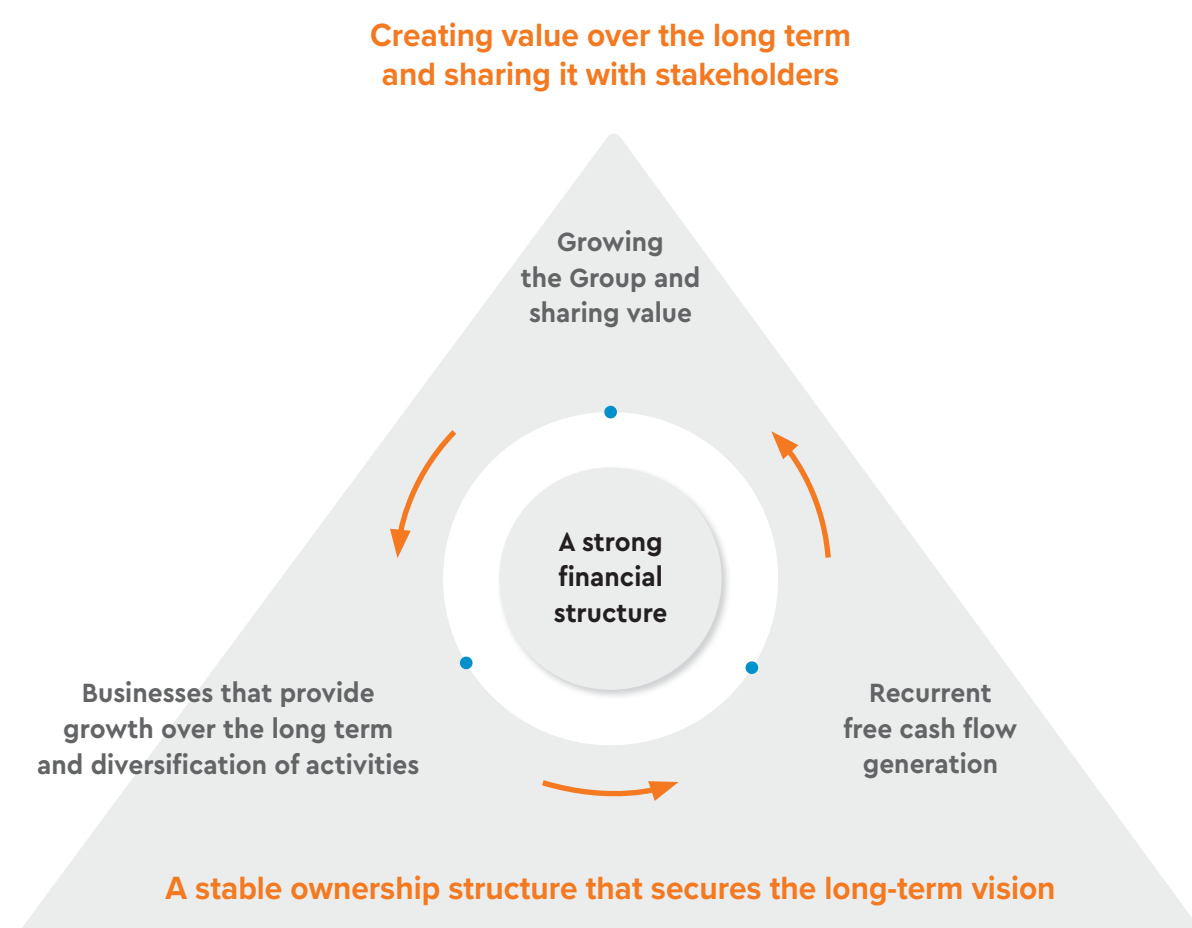 Creating value over the long term
and sharing it with stakeholders
Growing
the Group and
sharing value
A strong
financial
structure
Businesses that provide
growth over the long term
and diversification of activities
Recurrent
free cash flow
generation
A stable ownership structure that secures the long-term vision